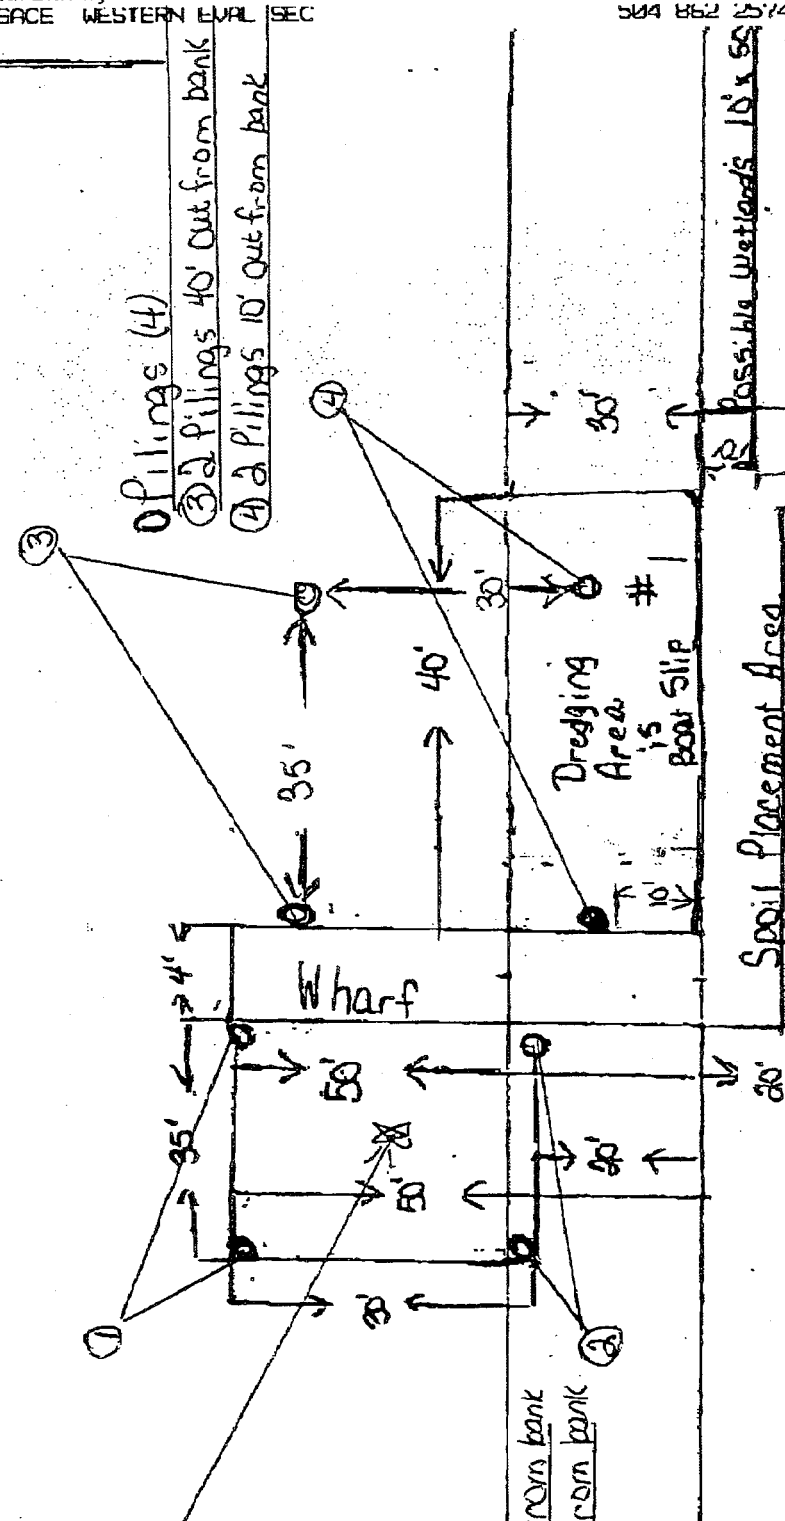 SACE WESTERN EVAL SEC
504 862 2574
Pilings (4)
③ 2 Pilings 40' out from bank
④ 2 Pilings 10' out from bank
③
④
35'
30'
40'
30'
Possible Wetlands 10' x 50
Dredging
Area
is
Boat Slip
# 1
10'
Spoil Placement Area
4'
Wharf
35'
50'
50'
20'
20'
30'
①
②
rom bank
rom bank